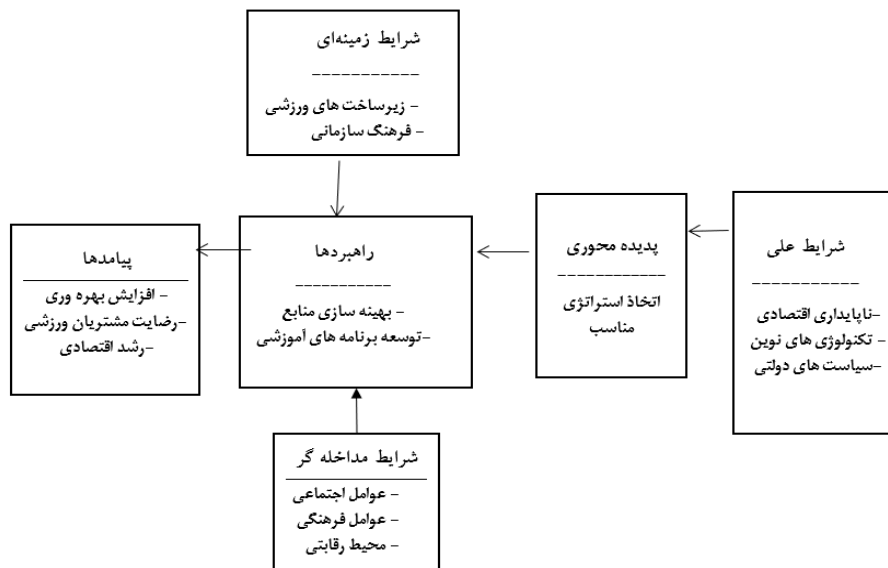 شرایط زمینه‌ای
-----------
- زیرساخت های ورزشی
- فرهنگ سازمانی
شرایط علی
-----------
-ناپایداری اقتصادی
- تکنولوژی های نوین
-سیاست های دولتی
پدیده محوری
------------
اتخاذ استراتژی
مناسب
راهبردها
-----------
- بهینه سازی منابع
-توسعه برنامه های آموزشی
پیامدها
- افزایش بهره وری
-رضایت مشتریان ورزشی
-رشد اقتصادی
شرایط مداخله گر
- عوامل اجتماعی
- عوامل فرهنگی
- محیط رقابتی